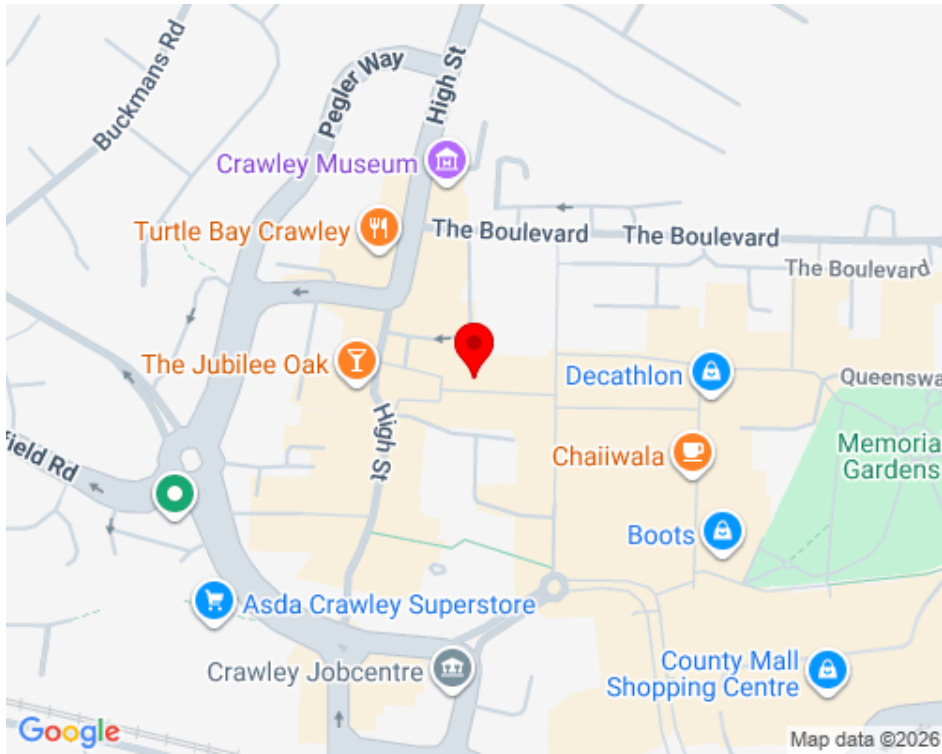 Buckmans Rd
Pegler Way
High St
Crawley Museum
Turtle Bay Crawley
The Boulevard
The Boulevard
The Boulevard
The Jubilee Oak
Decathlon
Queenswa
High St
Chaiiwala
Memoria
Gardens
field Rd
Boots
Asda Crawley Superstore
Crawley Jobcentre
County Mall
Shopping Centre
Google
Map data ©2026